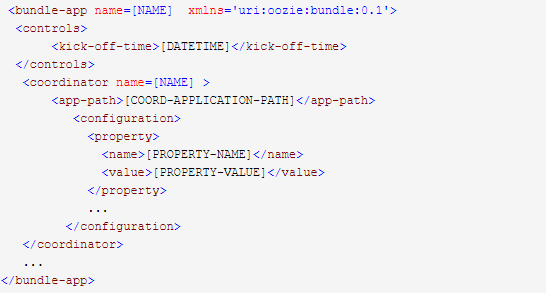 <bundle-app name=[NAME]  xmlns='uri:oozie:bundle:0.1'>
<controls>
<kick-off-time>[DATETIME]</kick-off-time>
</controls>
<coordinator name=[NAME] >
<app-path>[COORD-APPLICATION-PATH]</app-path>
<configuration>
<property>
<name>[PROPERTY-NAME]</name>
<value>[PROPERTY-VALUE]</value>
</property>
...
</configuration>
</coordinator>
...
</bundle-app>